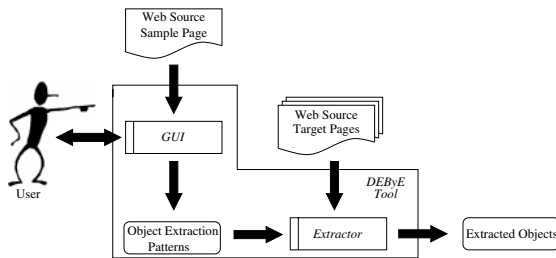 Web Source
Sample Page
Web Source
Target Pages
GUI
User
DEByE
Tool
Object Extraction
Patterns
Extractor
Extracted Objects